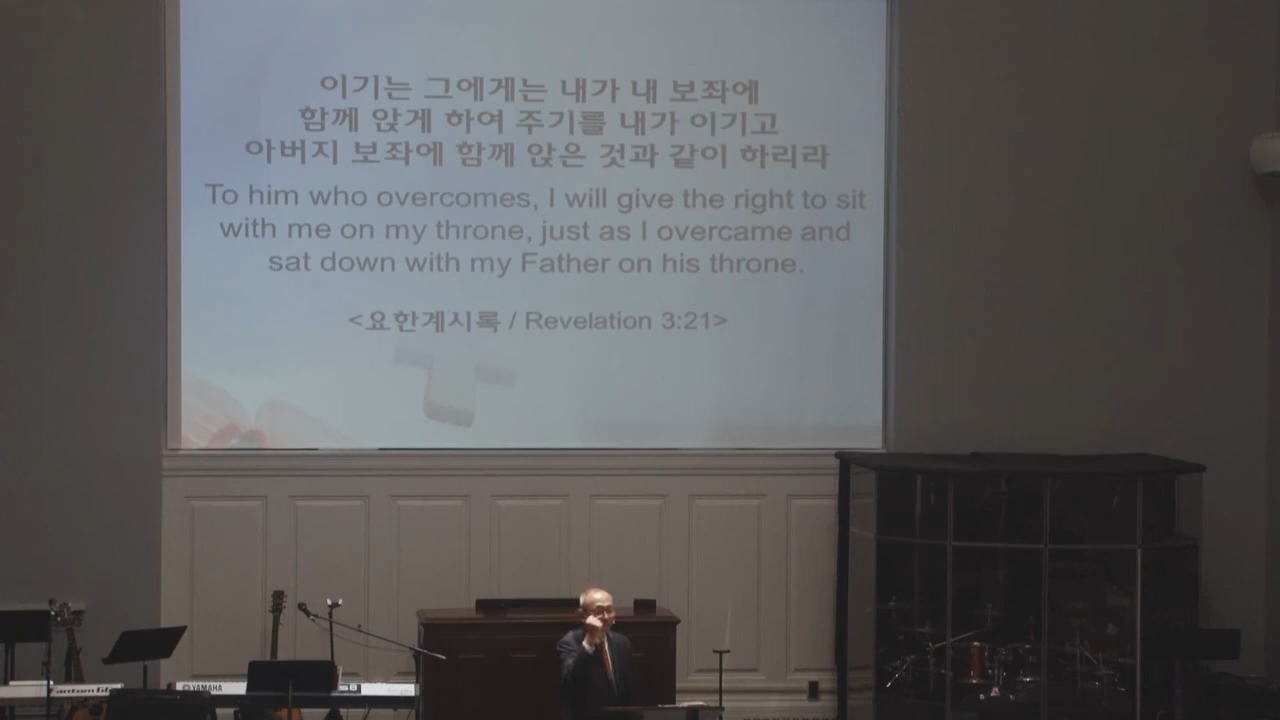 이기는 그에게는 내가 내 보좌에
함께 앉게 하여 주기를 내가 이기고
아버지 보좌에 함께 앉은 것과 같이 하리라
To him who overcomes, I will give the right to sit
with me on my throne, just as I overcame and
sat down with my Father on his throne.
<요한계시록 / Revelation 3:21>
YAMAHA